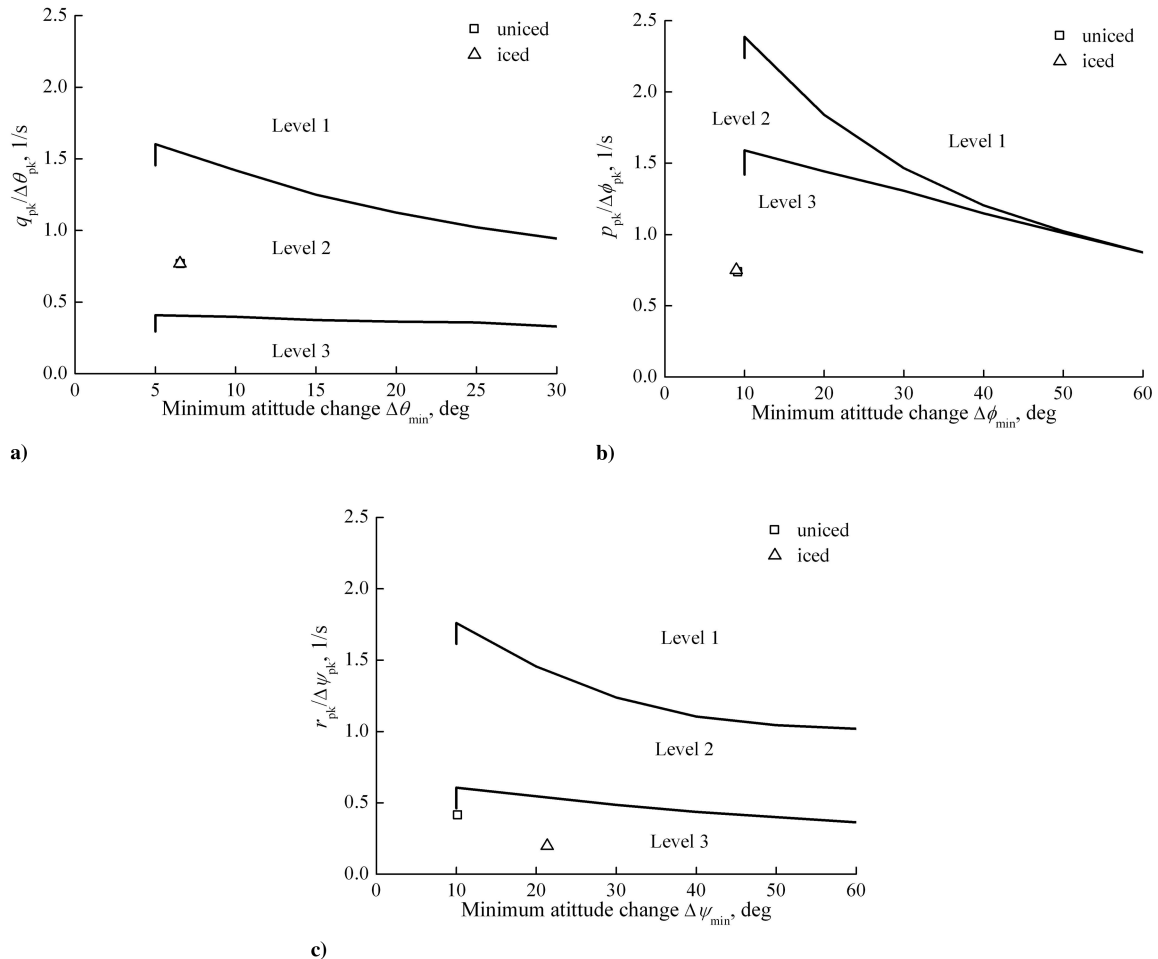 2.5
2.0
1.5
1.0
0.5
0.0
q_pk/Δθ_pk, 1/s
□ uniced
△ iced
Level 1
Level 2
Level 3
0 5 10 15 20 25 30
Minimum atittude change Δθ_min, deg
a)
2.5
2.0
1.5
1.0
0.5
0.0
p_pk/Δϕ_pk, 1/s
□ uniced
△ iced
Level 2
Level 1
Level 3
0 10 20 30 40 50 60
Minimum atittude change Δϕ_min, deg
b)
2.5
2.0
1.5
1.0
0.5
0.0
r_pk/Δψ_pk, 1/s
□ uniced
△ iced
Level 1
Level 2
Level 3
0 10 20 30 40 50 60
Minimum atittude change Δψ_min, deg
c)